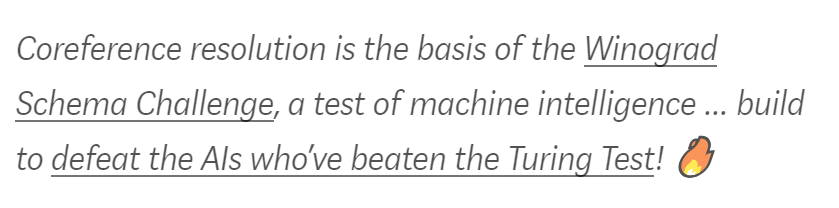 Coreference resolution is the basis of the Winograd
Schema Challenge, a test of machine intelligence ... build
to defeat the AIs who’ve beaten the Turing Test! 🔥